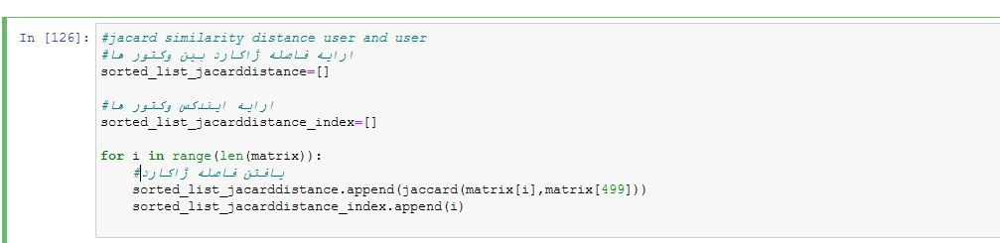 In [126]: #jacard similarity distance user and user
#ارایه فاصله ژاکارد بین وکتور ها
sorted_list_jacarddistance=[]
#ارایه ایندکس وکتور ها
sorted_list_jacarddistance_index=[]
for i in range(len(matrix)):
#یافتن فاصله ژاکارد
sorted_list_jacarddistance.append(jaccard(matrix[i],matrix[499]))
sorted_list_jacarddistance_index.append(i)